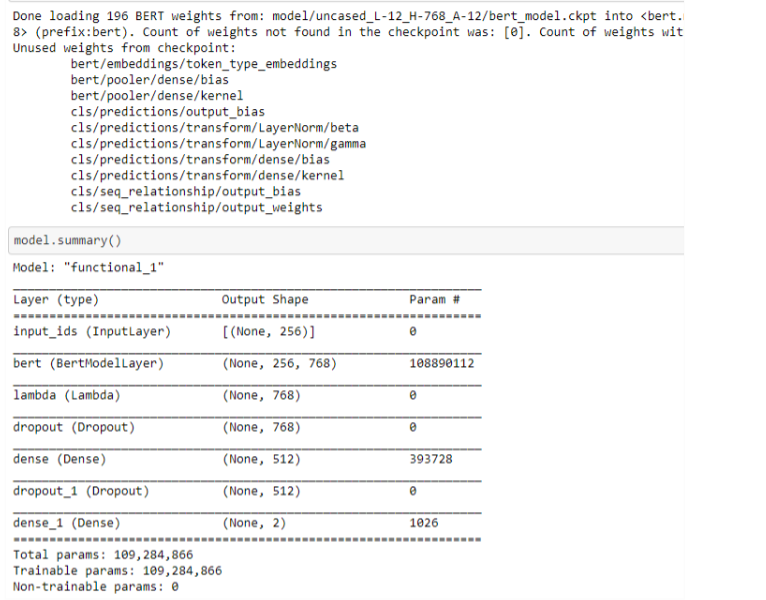 Done loading 196 BERT weights from: model/uncased_L-12_H-768_A-12/bert_model.ckpt into <bert.
8> (prefix:bert). Count of weights not found in the checkpoint was: [0]. Count of weights wit
Unused weights from checkpoint:
bert/embeddings/token_type_embeddings
bert/pooler/dense/bias
bert/pooler/dense/kernel
cls/predictions/output_bias
cls/predictions/transform/LayerNorm/beta
cls/predictions/transform/LayerNorm/gamma
cls/predictions/transform/dense/bias
cls/predictions/transform/dense/kernel
cls/seq_relationship/output_bias
cls/seq_relationship/output_weights
model.summary()
Model: "functional_1"
Layer (type) Output Shape Param #
input_ids (InputLayer) [(None, 256)] 0
bert (BertModelLayer) (None, 256, 768) 108890112
lambda (Lambda) (None, 768) 0
dropout (Dropout) (None, 768) 0
dense (Dense) (None, 512) 393728
dropout_1 (Dropout) (None, 512) 0
dense_1 (Dense) (None, 2) 1026
Total params: 109,284,866
Trainable params: 109,284,866
Non-trainable params: 0